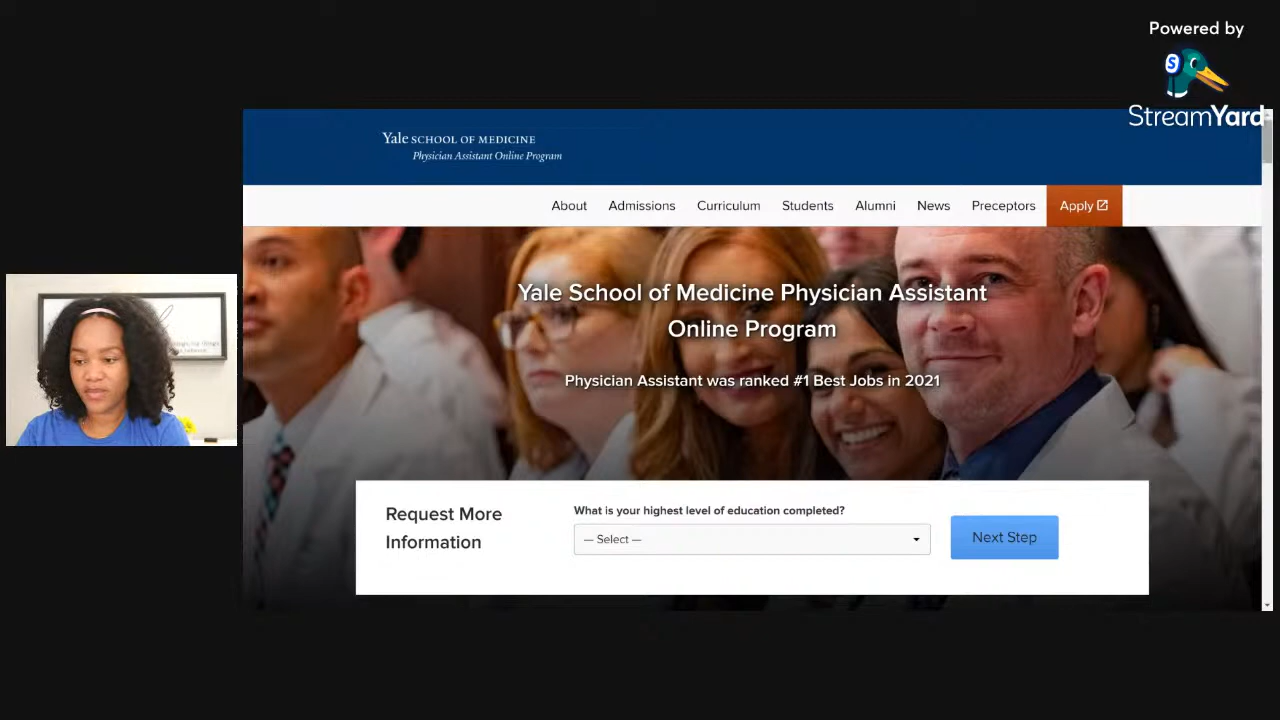 Powered by
StreamYard
Yale SCHOOL OF MEDICINE
Physician Assistant Online Program
About Admissions Curriculum Students Alumni News Preceptors Apply
Yale School of Medicine Physician Assistant
Online Program
Physician Assistant was ranked #1 Best Jobs in 2021
Request More
Information
What is your highest level of education completed?
— Select —
Next Step